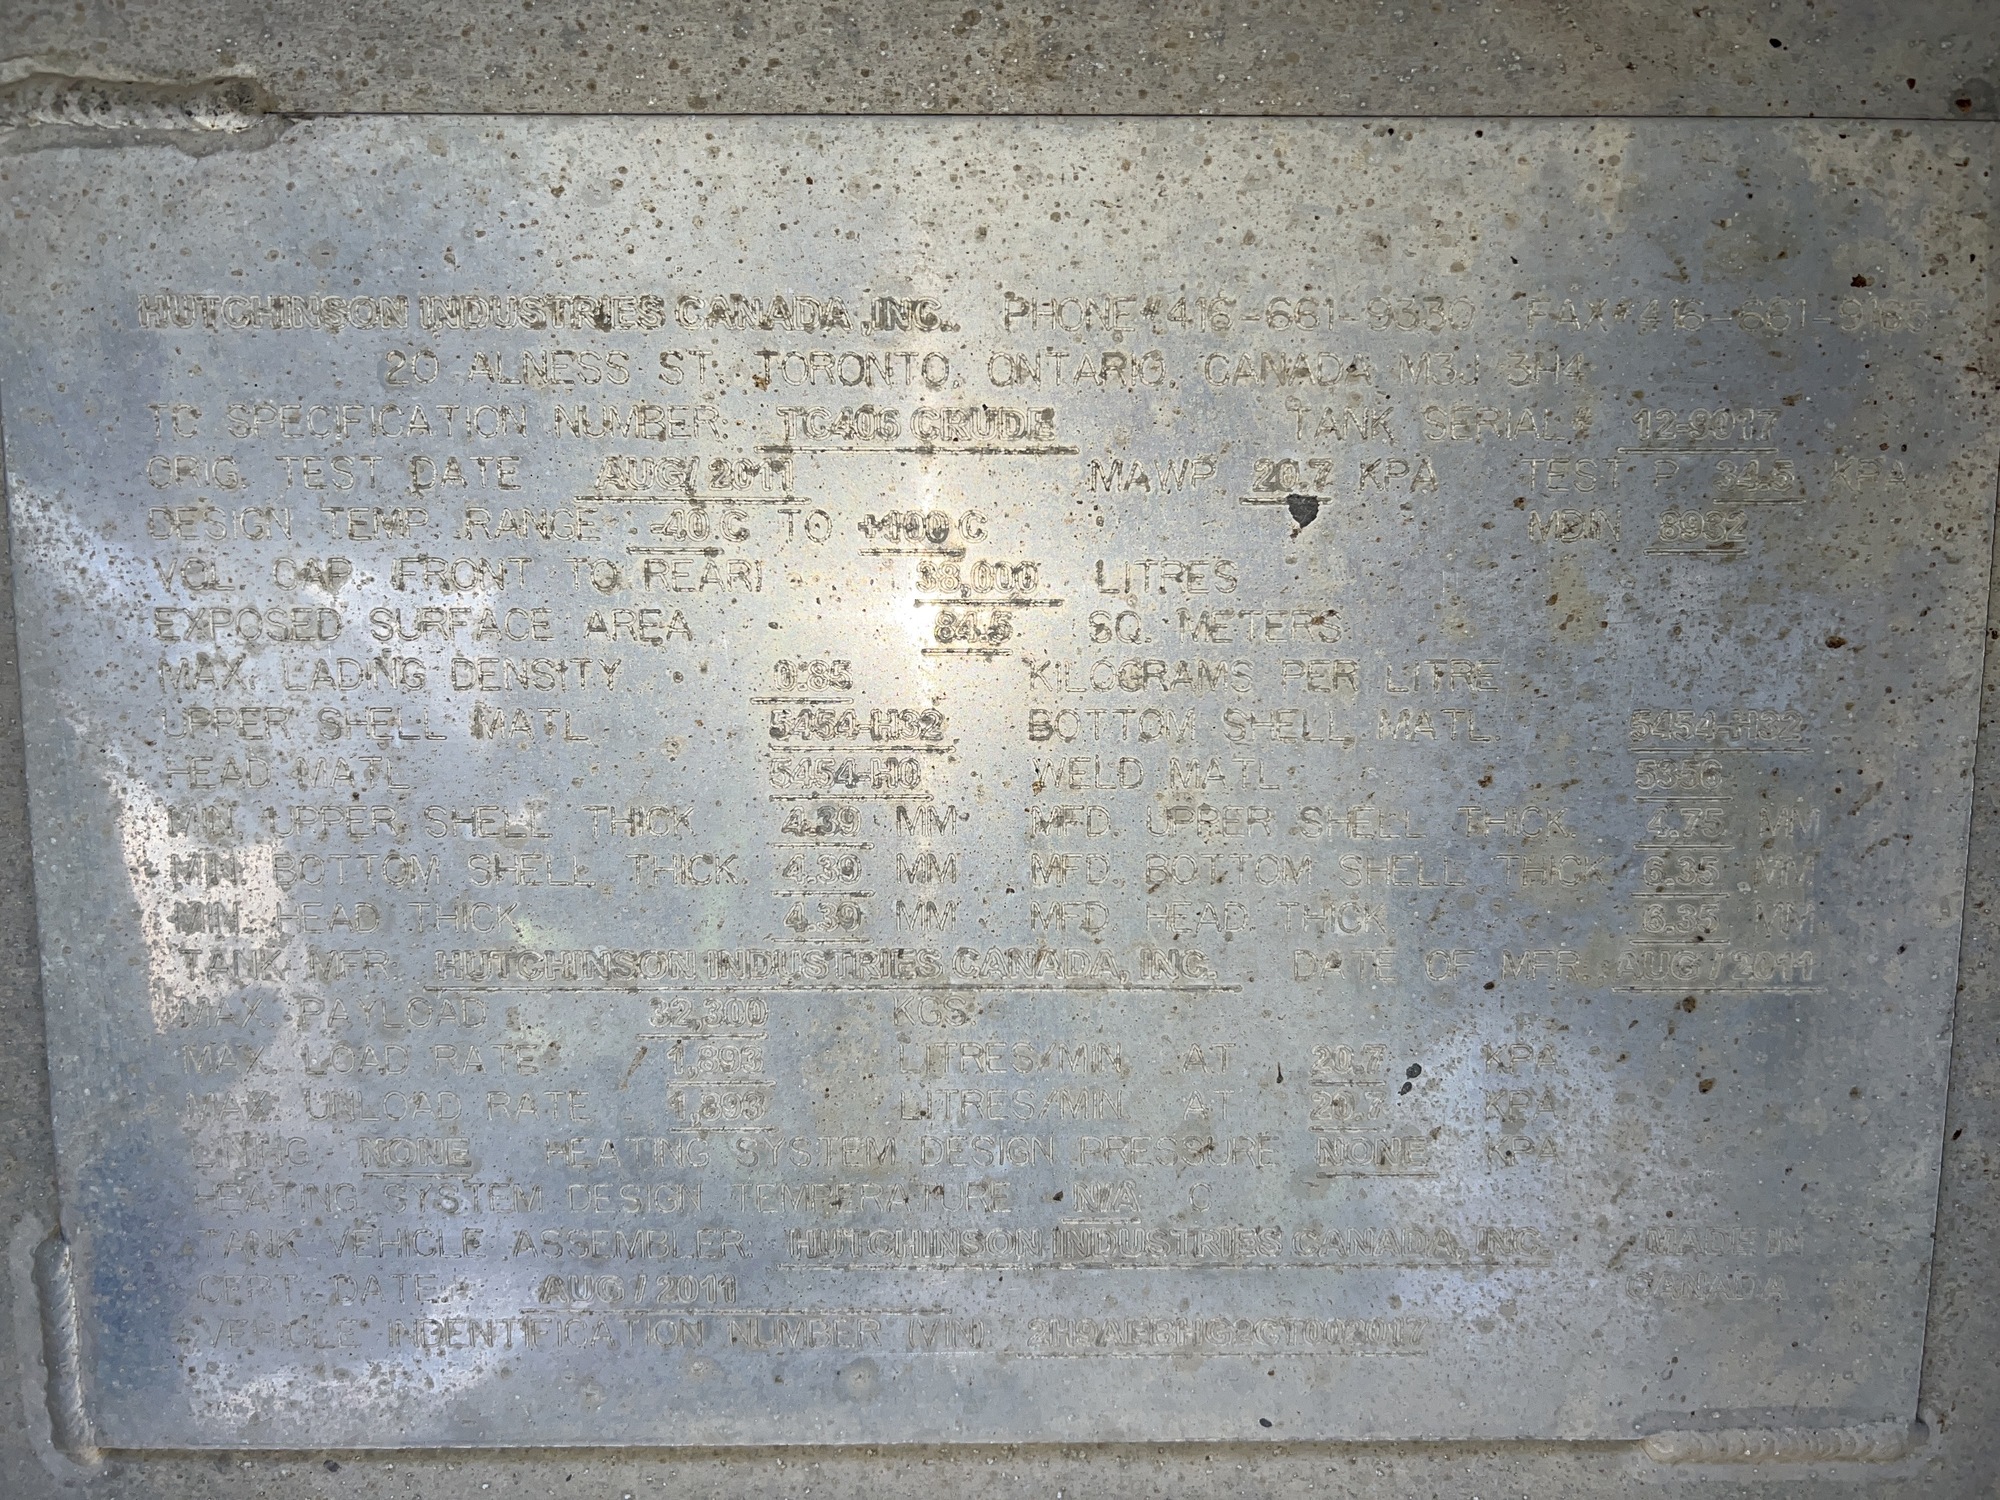 HUTCHINSON INDUSTRIES CANADA, INC. PHONE# 416-661-9330 FAX# 416-661-9165
20 ALNESS ST. TORONTO, ONTARIO, CANADA M3J 3H4
TC SPECIFICATION NUMBER: TC406 CRUDE TANK SERIAL# 12-9017
ORIG. TEST DATE AUG/ 2011 MAWP 20.7 KPA TEST P. 34.5 KPA
DESIGN TEMP. RANGE -40 C TO +100 C MDIN 8932
VOL. CAP. (FRONT TO REAR) 38,000 LITRES
EXPOSED SURFACE AREA 84.5 SQ. METERS
MAX. LADING DENSITY 0.85 KILOGRAMS PER LITRE
UPPER SHELL MATL. 5454-H32 BOTTOM SHELL MATL. 5454-H32
HEAD MATL. 5454-H0 WELD MATL. 5356
MIN. UPPER SHELL THICK. 4.39 MM MFD. UPPER SHELL THICK. 4.75 MM
MIN. BOTTOM SHELL THICK. 4.39 MM MFD. BOTTOM SHELL THICK. 6.35 MM
MIN. HEAD THICK. 4.39 MM MFD. HEAD THICK. 6.35 MM
TANK MFR. HUTCHINSON INDUSTRIES CANADA, INC. DATE OF MFR. AUG / 2011
MAX. PAYLOAD 32,300 KGS.
MAX. LOAD RATE 1,893 LITRES/MIN. AT 20.7 KPA
MAX. UNLOAD RATE 1,893 LITRES/MIN. AT 20.7 KPA
LINING NONE HEATING SYSTEM DESIGN PRESSURE NONE KPA
HEATING SYSTEM DESIGN TEMPERATURE N/A C
TANK VEHICLE ASSEMBLER: HUTCHINSON INDUSTRIES CANADA, INC. MADE IN
CERT. DATE AUG / 2011 CANADA
VEHICLE INDENTIFICATION NUMBER (VIN)